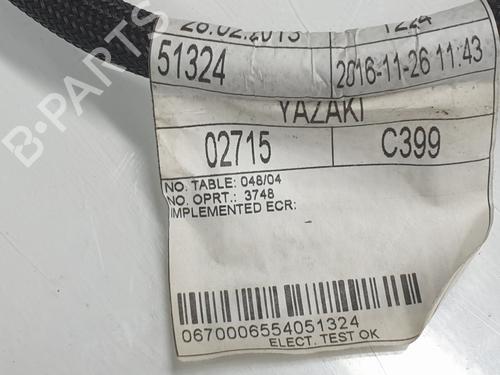 28.02.2013 1224
51324 2016-11-26 11:43
YAZAKI
02715 C399
NO. TABLE: 048/04
NO. OPRT.: 3748
IMPLEMENTED ECR:
0670006554051324
ELECT. TEST OK
B-PARTS